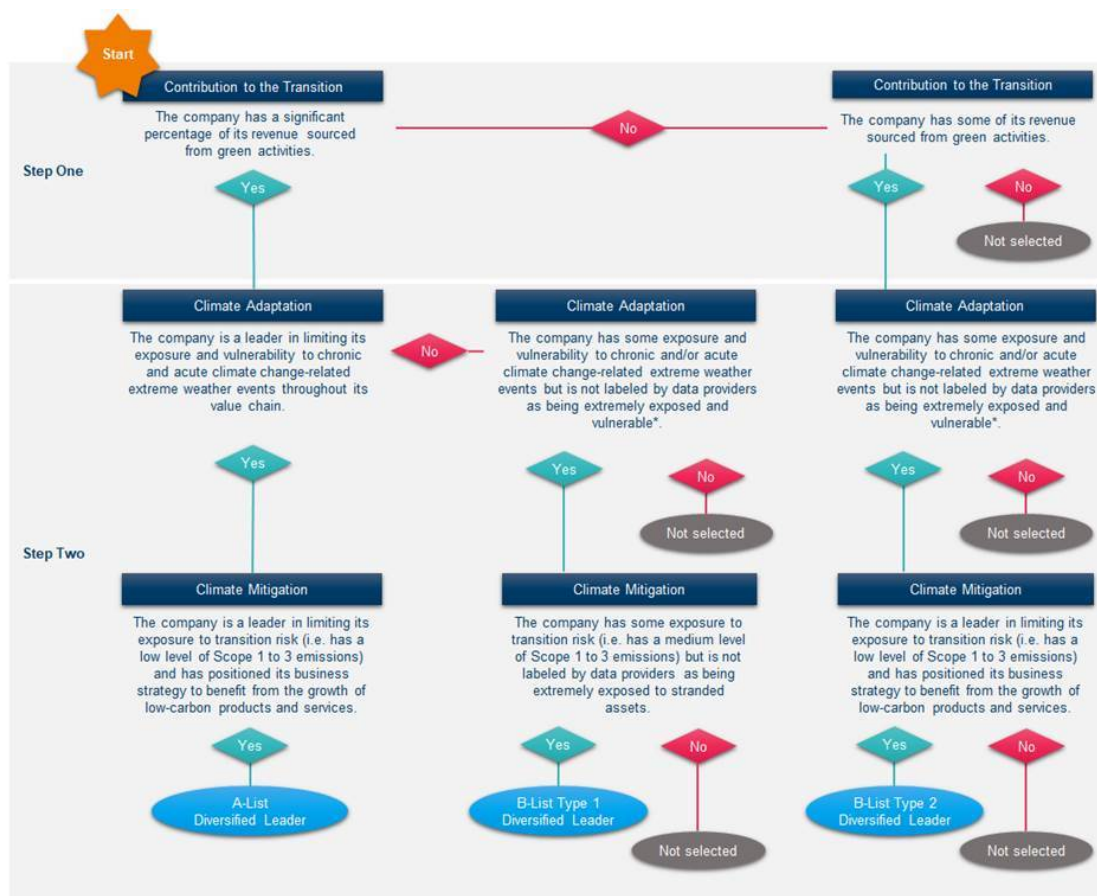 Start
Contribution to the Transition
The company has a significant
percentage of its revenue sourced
from green activities.
No
Contribution to the Transition
The company has some of its revenue
sourced from green activities.
Step One
Yes
Yes
No
Not selected
Climate Adaptation
The company is a leader in limiting its
exposure and vulnerability to chronic
and acute climate change-related
extreme weather events throughout its
value chain.
No
Climate Adaptation
The company has some exposure and
vulnerability to chronic and/or acute
climate change-related extreme weather
events but is not labeled by data providers
as being extremely exposed and
vulnerable*.
Climate Adaptation
The company has some exposure and
vulnerability to chronic and/or acute
climate change-related extreme weather
events but is not labeled by data providers
as being extremely exposed and
vulnerable*.
Yes
Yes
No
Not selected
Yes
No
Not selected
Step Two
Climate Mitigation
The company is a leader in limiting its
exposure to transition risk (i.e. has a
low level of Scope 1 to 3 emissions)
and has positioned its business
strategy to benefit from the growth of
low-carbon products and services.
Climate Mitigation
The company has some exposure to
transition risk (i.e. has a medium level
of Scope 1 to 3 emissions) but is not
labeled by data providers as being
extremely exposed to stranded
assets.
Climate Mitigation
The company is a leader in limiting its
exposure to transition risk (i.e. has a
low level of Scope 1 to 3 emissions)
and has positioned its business
strategy to benefit from the growth of
low-carbon products and services.
Yes
A-List
Diversified Leader
Yes
B-List Type 1
Diversified Leader
No
Not selected
Yes
B-List Type 2
Diversified Leader
No
Not selected